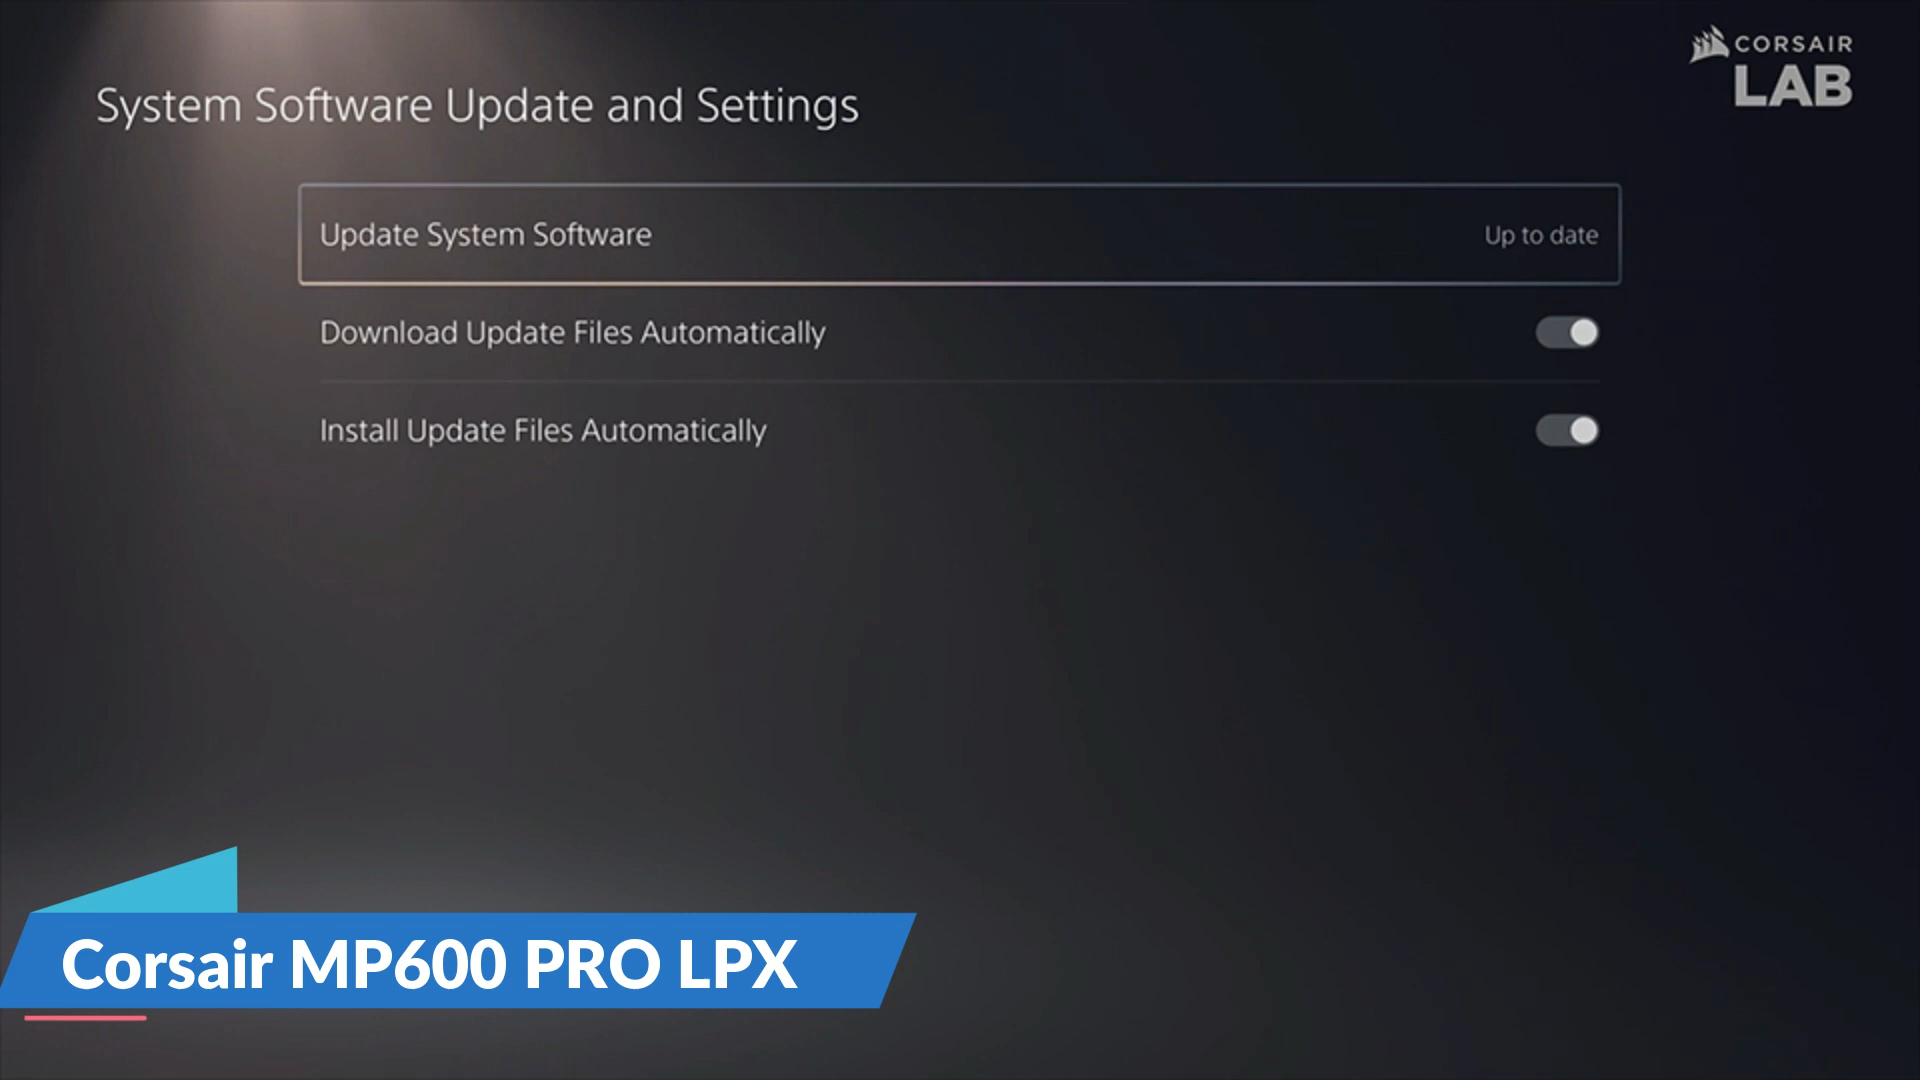 CORSAIR
LAB
System Software Update and Settings
Update System Software Up to date
Download Update Files Automatically
Install Update Files Automatically
Corsair MP600 PRO LPX